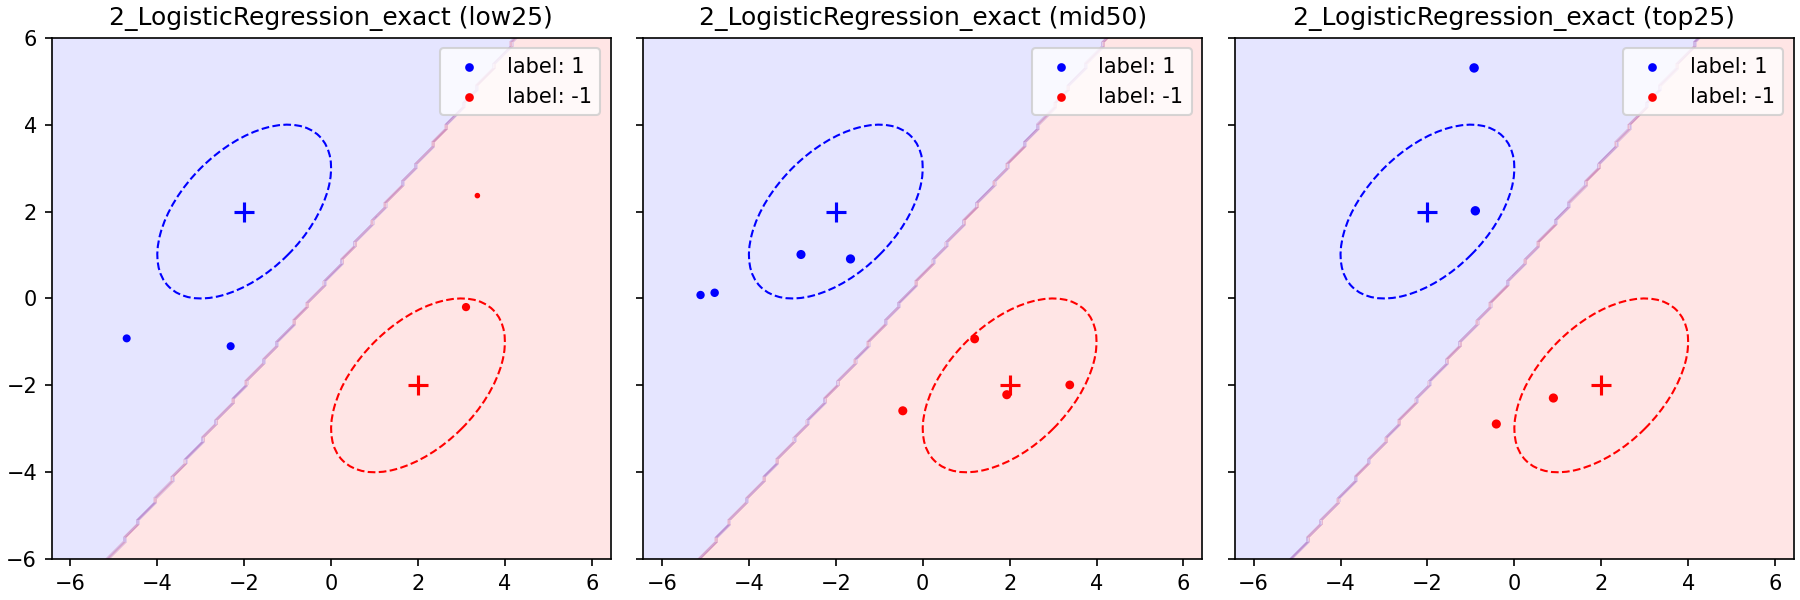 2_LogisticRegression_exact (low25)
2_LogisticRegression_exact (mid50)
2_LogisticRegression_exact (top25)
label: 1
label: -1
label: 1
label: -1
label: 1
label: -1
6
4
2
0
−2
−4
−6
−6 −4 −2 0 2 4 6
−6 −4 −2 0 2 4 6
−6 −4 −2 0 2 4 6